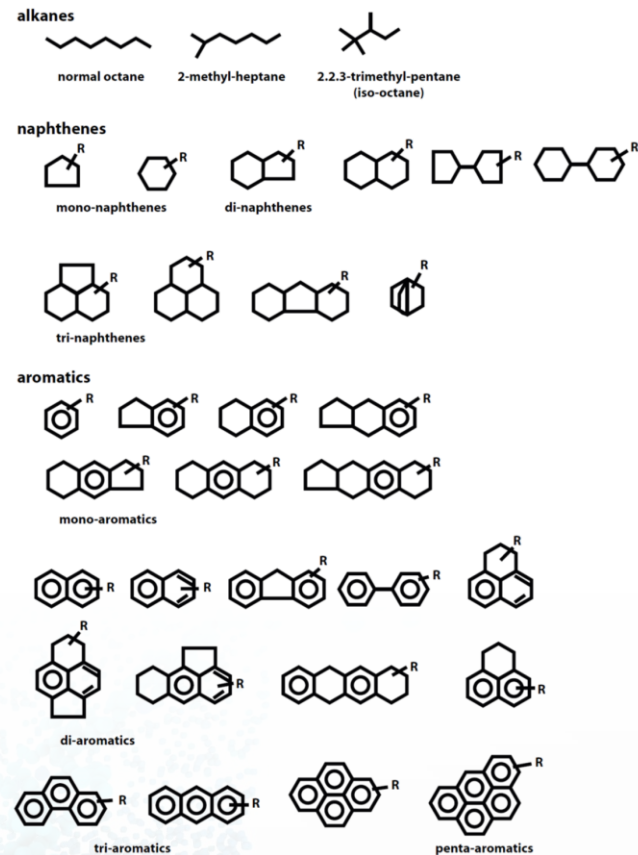 alkanes
normal octane 2-methyl-heptane 2.2.3-trimethyl-pentane
(iso-octane)
naphthenes
R R R R R R
mono-naphthenes di-naphthenes
R R R R
tri-naphthenes
aromatics
R R R R
R R R
mono-aromatics
R R R R R
R R R R
di-aromatics
R R R R
tri-aromatics penta-aromatics